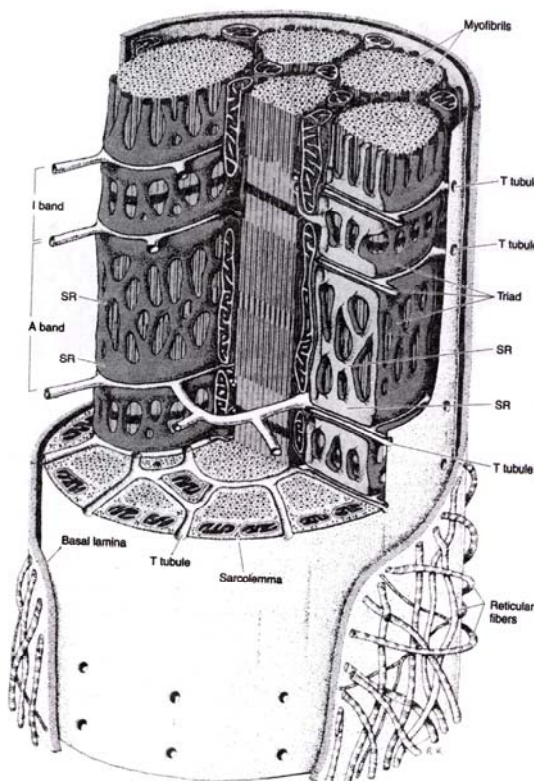 Myofibrils
T tubule
I band
T tubule
Triad
SR
A band
SR
SR
SR
T tubule
Basal lamina
T tubule
Sarcolemma
Reticular
fibers
R.K.